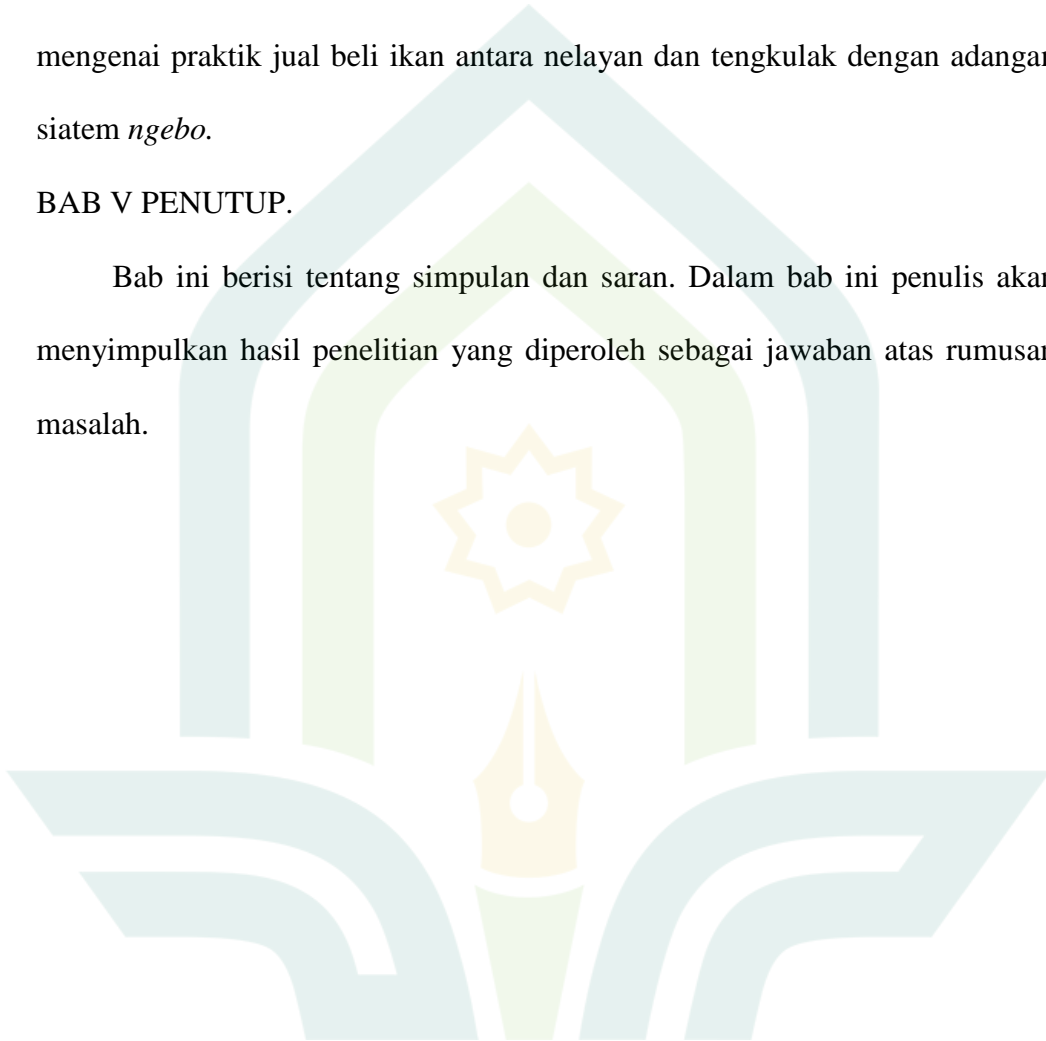 mengenai praktik jual beli ikan antara nelayan dan tengkulak dengan adangan
siatem ngebo.
BAB V PENUTUP.
Bab ini berisi tentang simpulan dan saran. Dalam bab ini penulis akan
menyimpulkan hasil penelitian yang diperoleh sebagai jawaban atas rumusan
masalah.